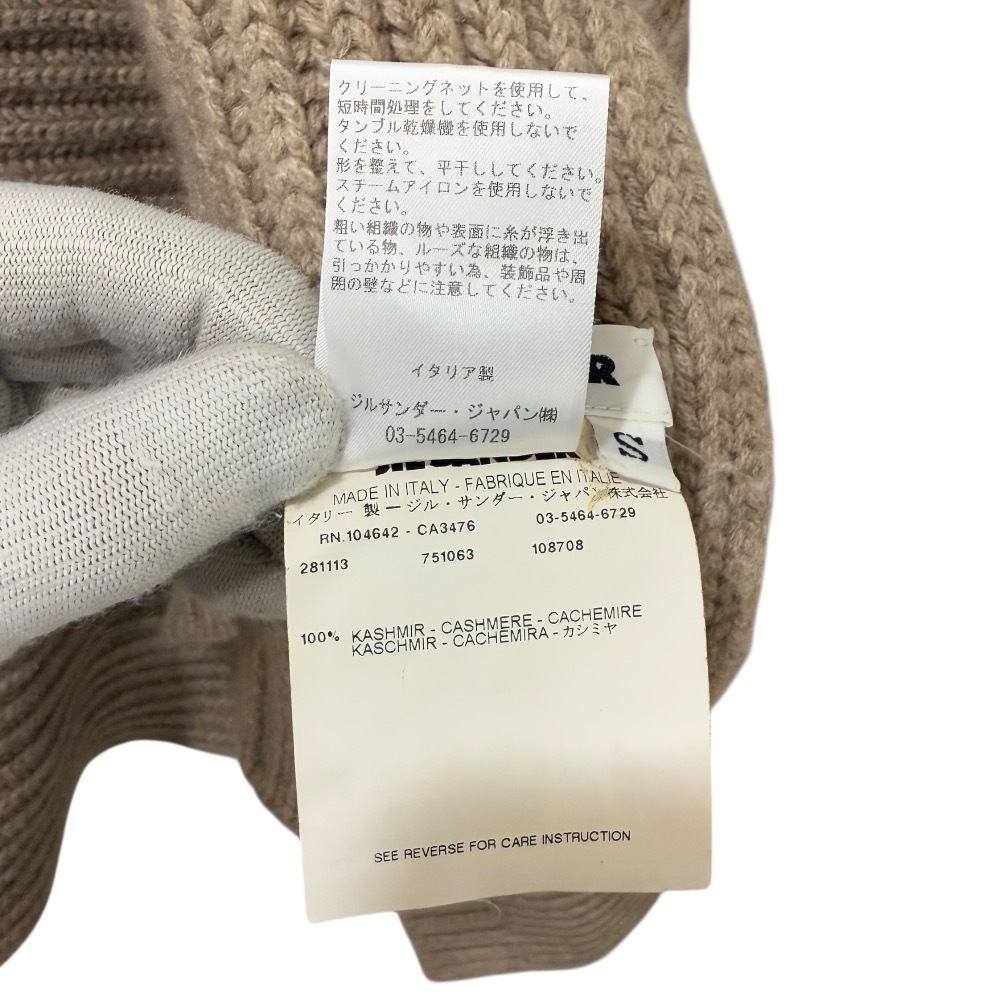 クリーニングネットを使用して、
短時間処理をしてください。
タンブル乾燥機を使用しないで
ください。
形を整えて、平干ししてください。
スチームアイロンを使用しないで
ください。
粗い組織の物や表面に糸が浮き出
ている物、ルーズな組織の物は、
引っかかりやすい為、装飾品や周
囲の壁などに注意してください。
イタリア製
ジルサンダー・ジャパン㈱
03-5464-6729
R
S
MADE IN ITALY - FABRIQUE EN ITALIE
イタリー 製 ージル・サンダー・ジャパン株式会社
RN.104642 - CA3476 03-5464-6729
281113 751063 108708
100% KASHMIR - CASHMERE - CACHEMIRE
KASCHMIR - CACHEMIRA - カシミヤ
SEE REVERSE FOR CARE INSTRUCTION